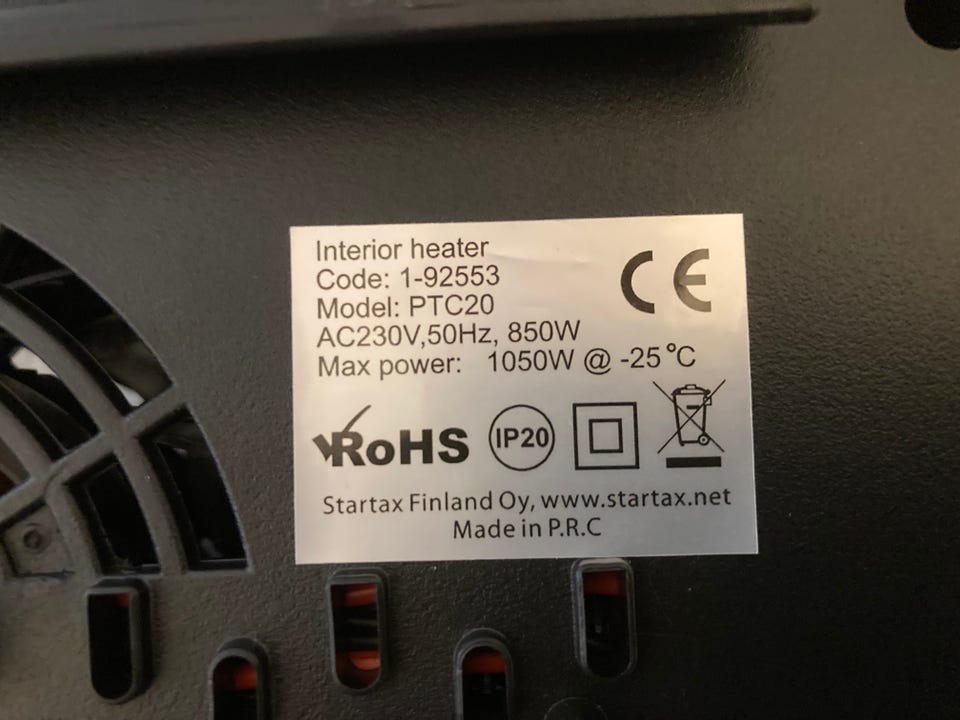 Interior heater
Code: 1-92553
Model: PTC20
AC230V,50Hz, 850W
Max power: 1050W @ -25°C
CE
RoHS
IP20
Startax Finland Oy, www.startax.net
Made in P.R.C